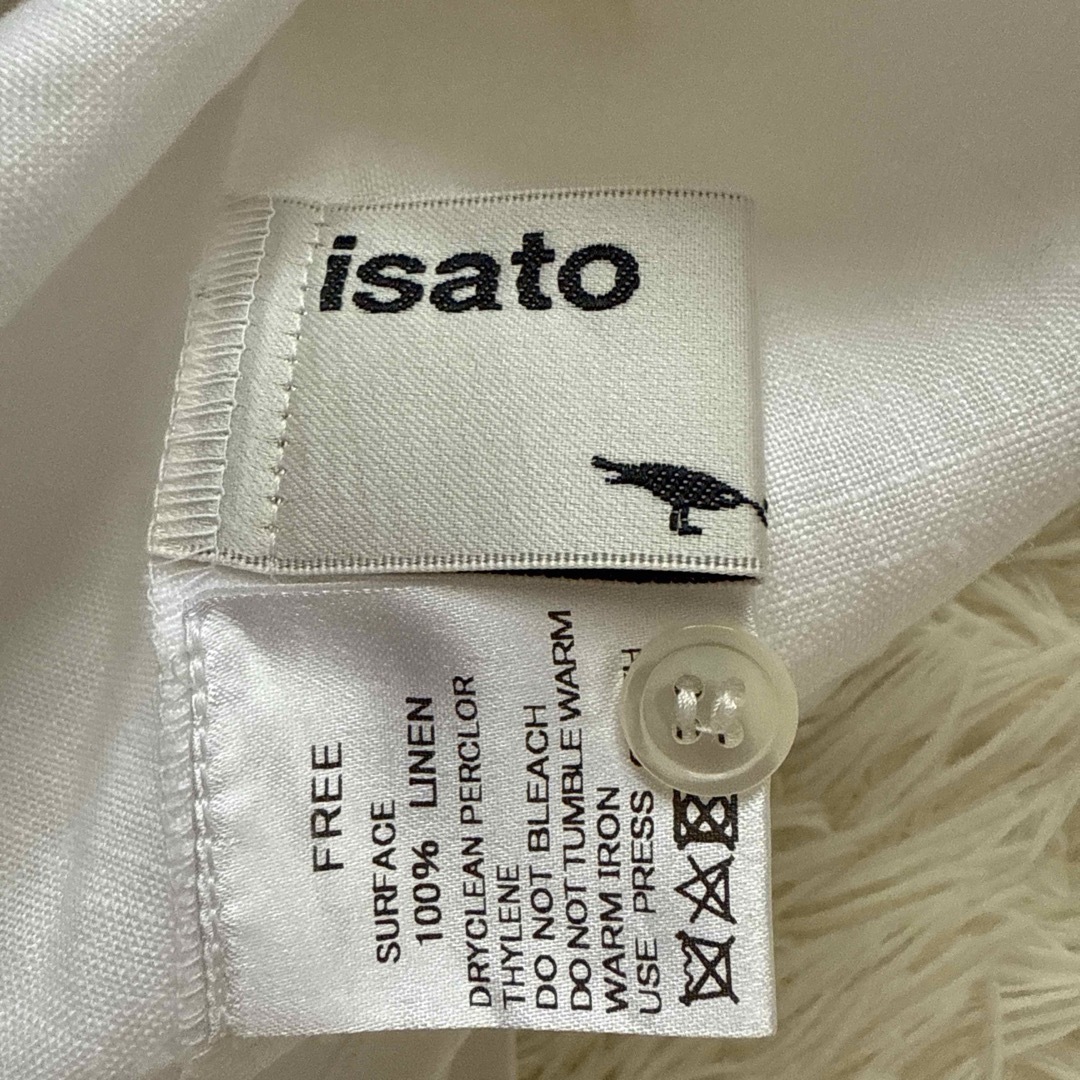 isato
FREE
SURFACE
100% LINEN
DRYCLEAN PERCLOR
THYLENE
DO NOT BLEACH
DO NOT TUMBLE WARM
WARM IRON
USE PRESS